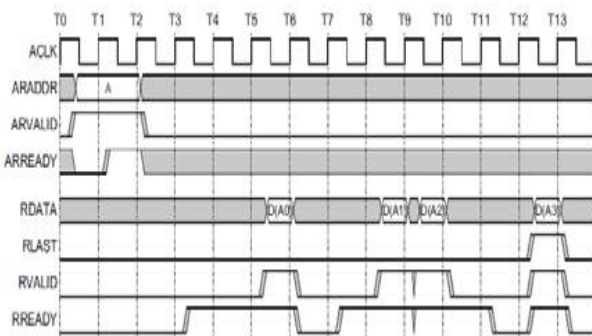 T0 T1 T2 T3 T4 T5 T6 T7 T8 T9 T10 T11 T12 T13
ACLK
ARADDR A
ARVALID
ARREADY
RDATA D(A0) D(A1) D(A2) D(A3)
RLAST
RVALID
RREADY